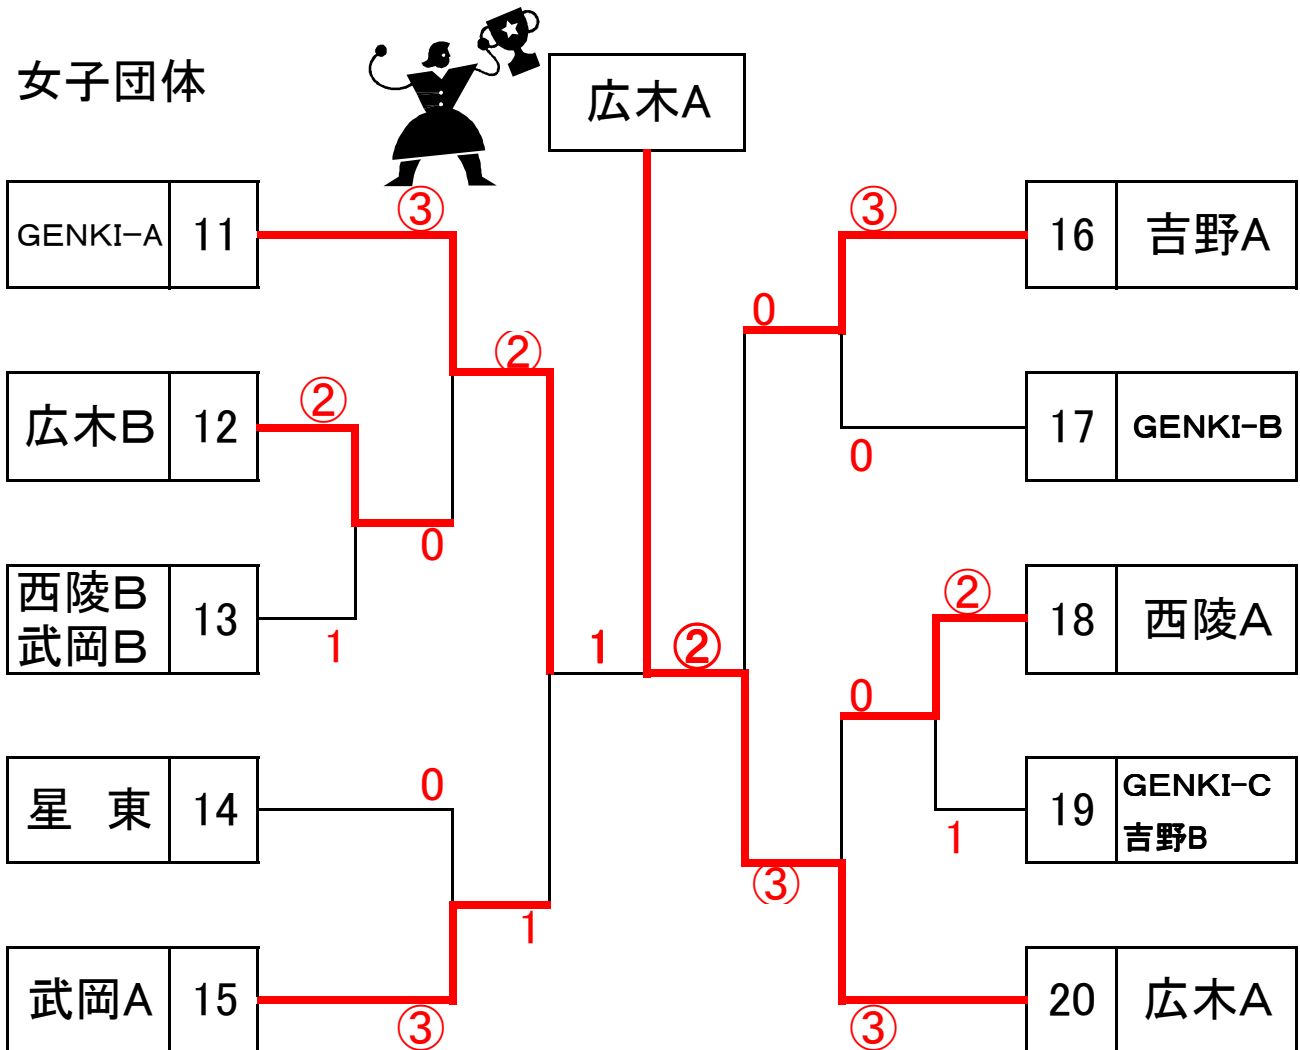 女子団体
広木A
GENKI-A 11
③
③
16 吉野A
0
②
広木B 12
②
17 GENKI-B
0
0
西陵B
武岡B
13
1
②
18 西陵A
1
②
0
星 東 14
0
19
GENKI-C
吉野B
1
③
1
武岡A 15
③
③
20 広木A